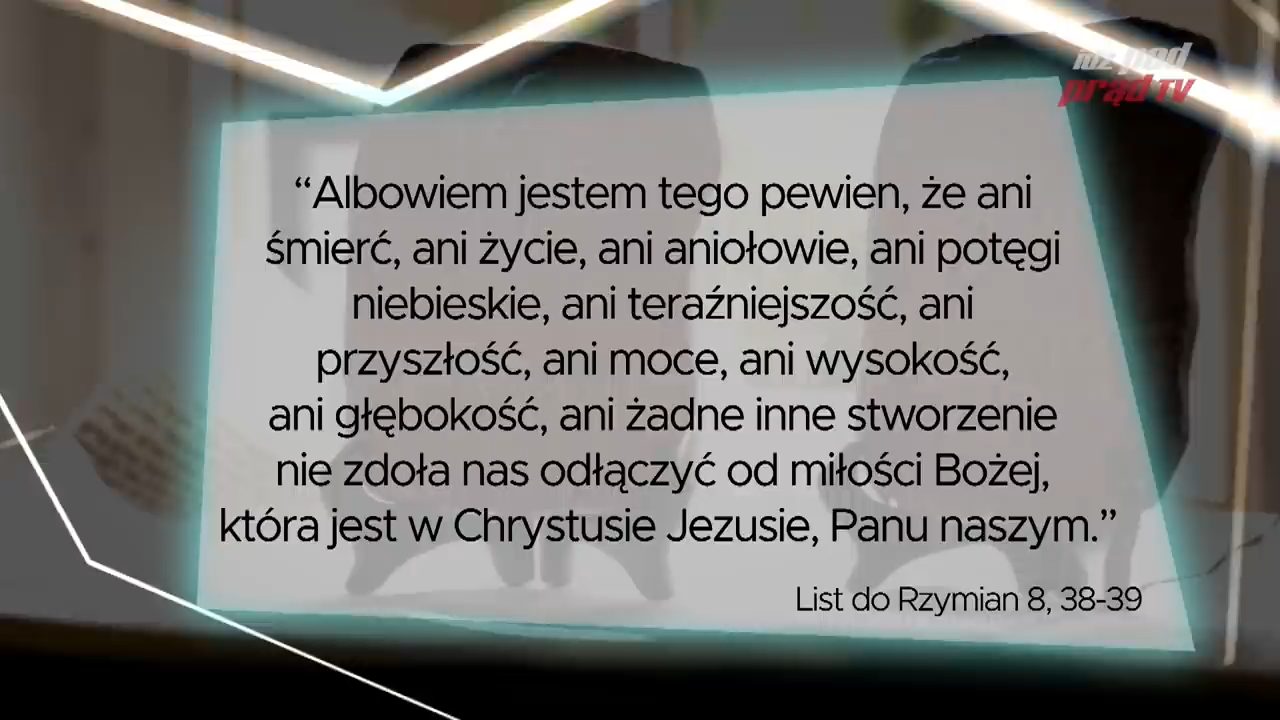 idź pod
prąd TV
“Albowiem jestem tego pewien, że ani
śmierć, ani życie, ani aniołowie, ani potęgi
niebieskie, ani teraźniejszość, ani
przyszłość, ani moce, ani wysokość,
ani głębokość, ani żadne inne stworzenie
nie zdoła nas odłączyć od miłości Bożej,
która jest w Chrystusie Jezusie, Panu naszym.”
List do Rzymian 8, 38-39